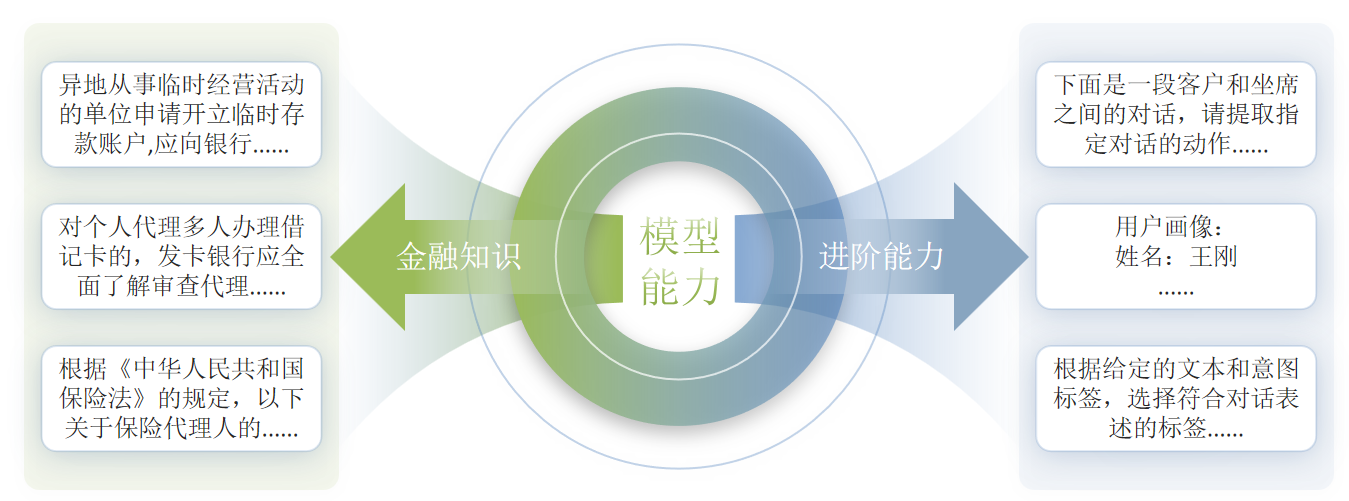 异地从事临时经营活动
的单位申请开立临时存
款账户,应向银行......
对个人代理多人办理借
记卡的，发卡银行应全
面了解审查代理......
根据《中华人民共和国
保险法》的规定，以下
关于保险代理人的......
金融知识
模型
能力
进阶能力
下面是一段客户和坐席
之间的对话，请提取指
定对话的动作......
用户画像：
姓名：王刚
......
根据给定的文本和意图
标签，选择符合对话表
述的标签......